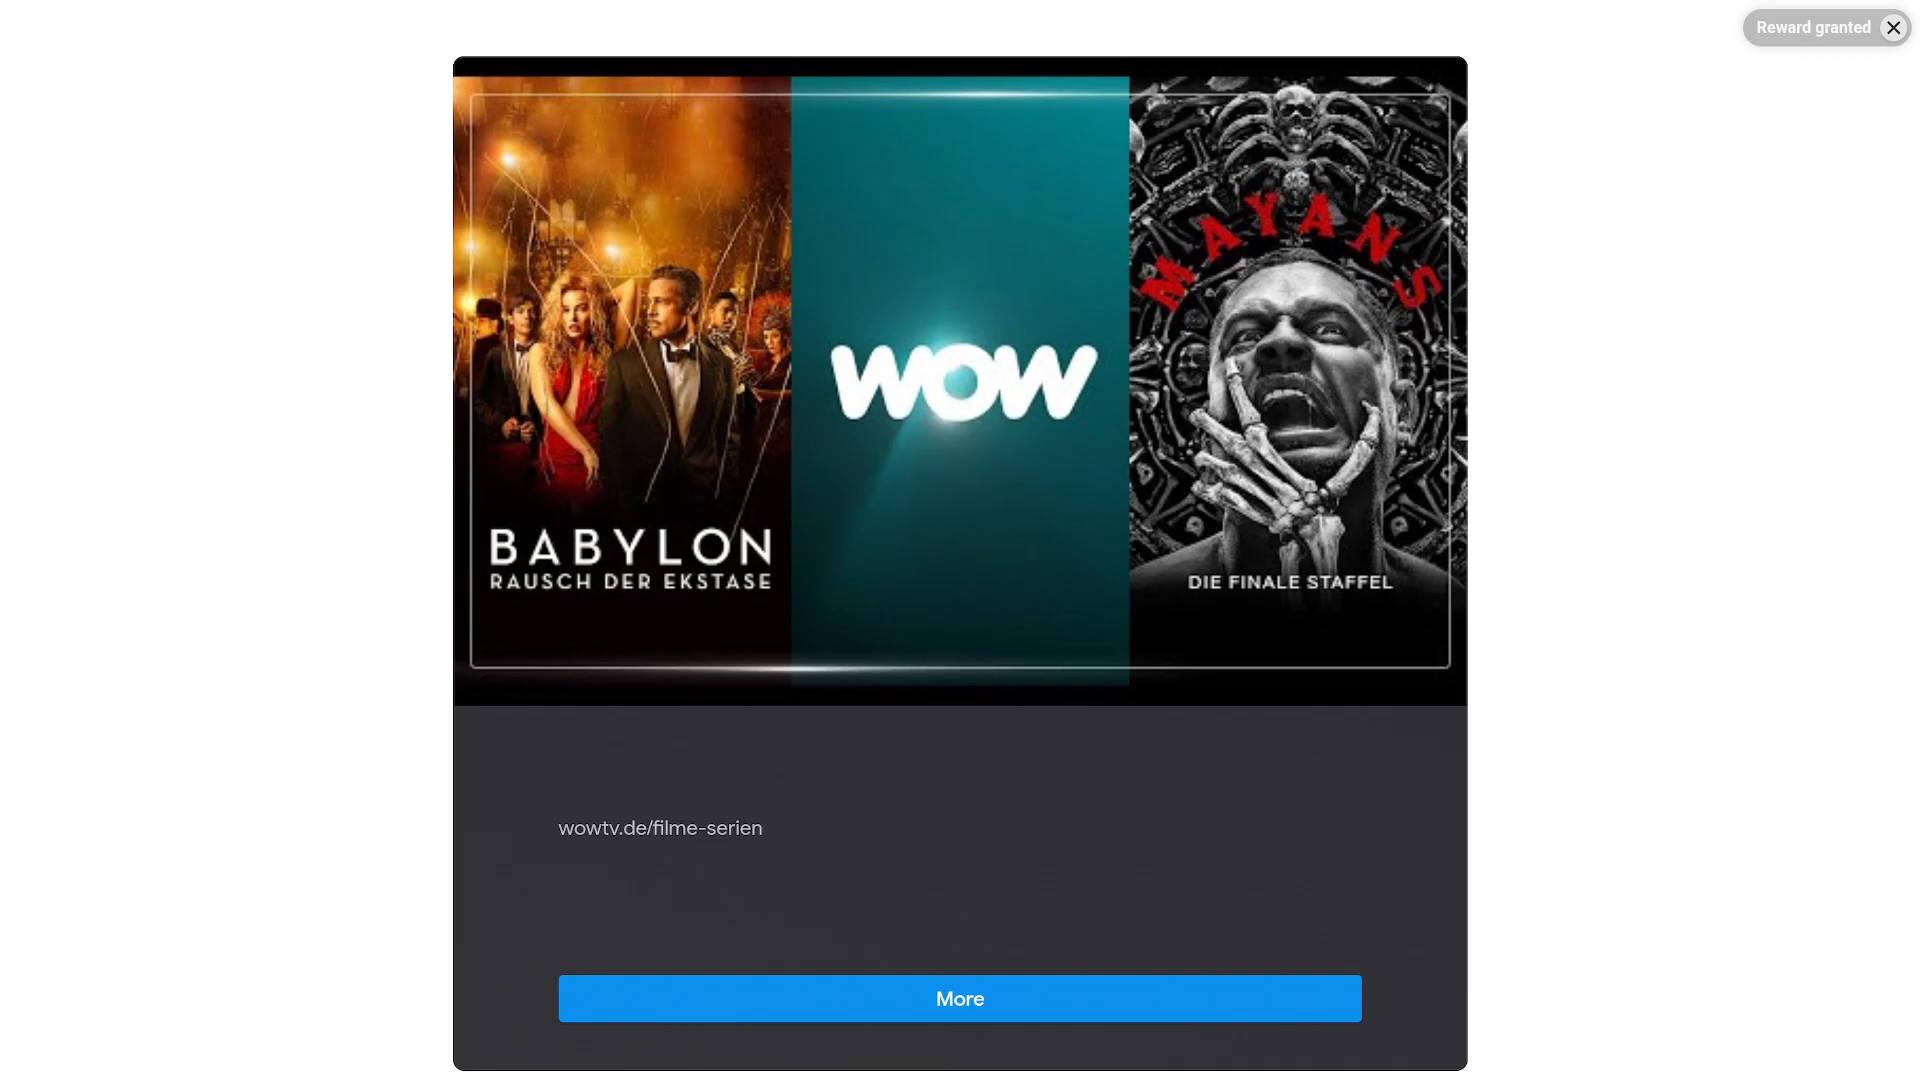 Reward granted
BABYLON
RAUSCH DER EKSTASE
WOW
MAYANS
DIE FINALE STAFFEL
wowtv.de/filme-serien
More